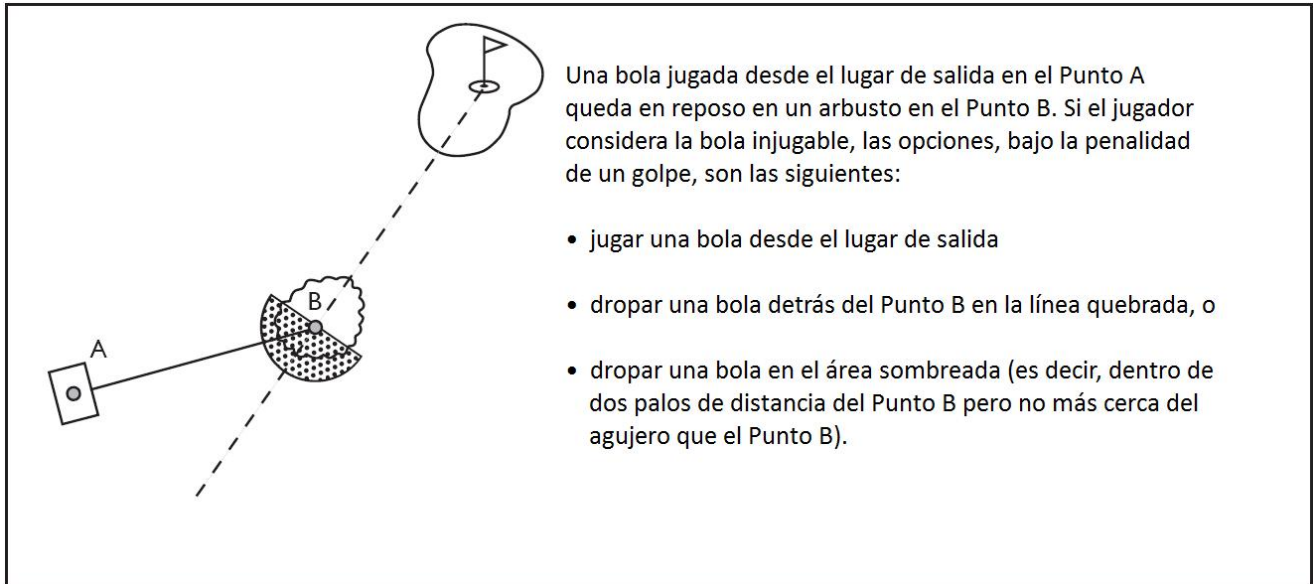 Una bola jugada desde el lugar de salida en el Punto A
queda en reposo en un arbusto en el Punto B. Si el jugador
considera la bola injugable, las opciones, bajo la penalidad
de un golpe, son las siguientes:
• jugar una bola desde el lugar de salida
• dropar una bola detrás del Punto B en la línea quebrada, o
• dropar una bola en el área sombreada (es decir, dentro de
dos palos de distancia del Punto B pero no más cerca del
agujero que el Punto B).
B
A